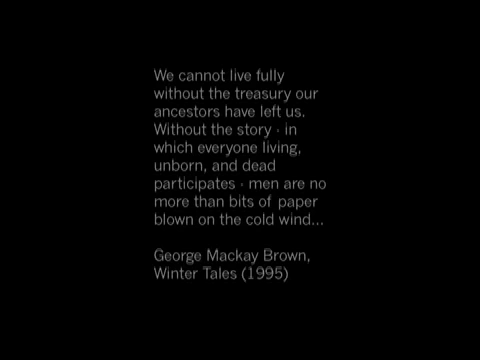 We cannot live fully
without the treasury our
ancestors have left us.
Without the story · in
which everyone living,
unborn, and dead
participates · men are no
more than bits of paper
blown on the cold wind...
George Mackay Brown,
Winter Tales (1995)